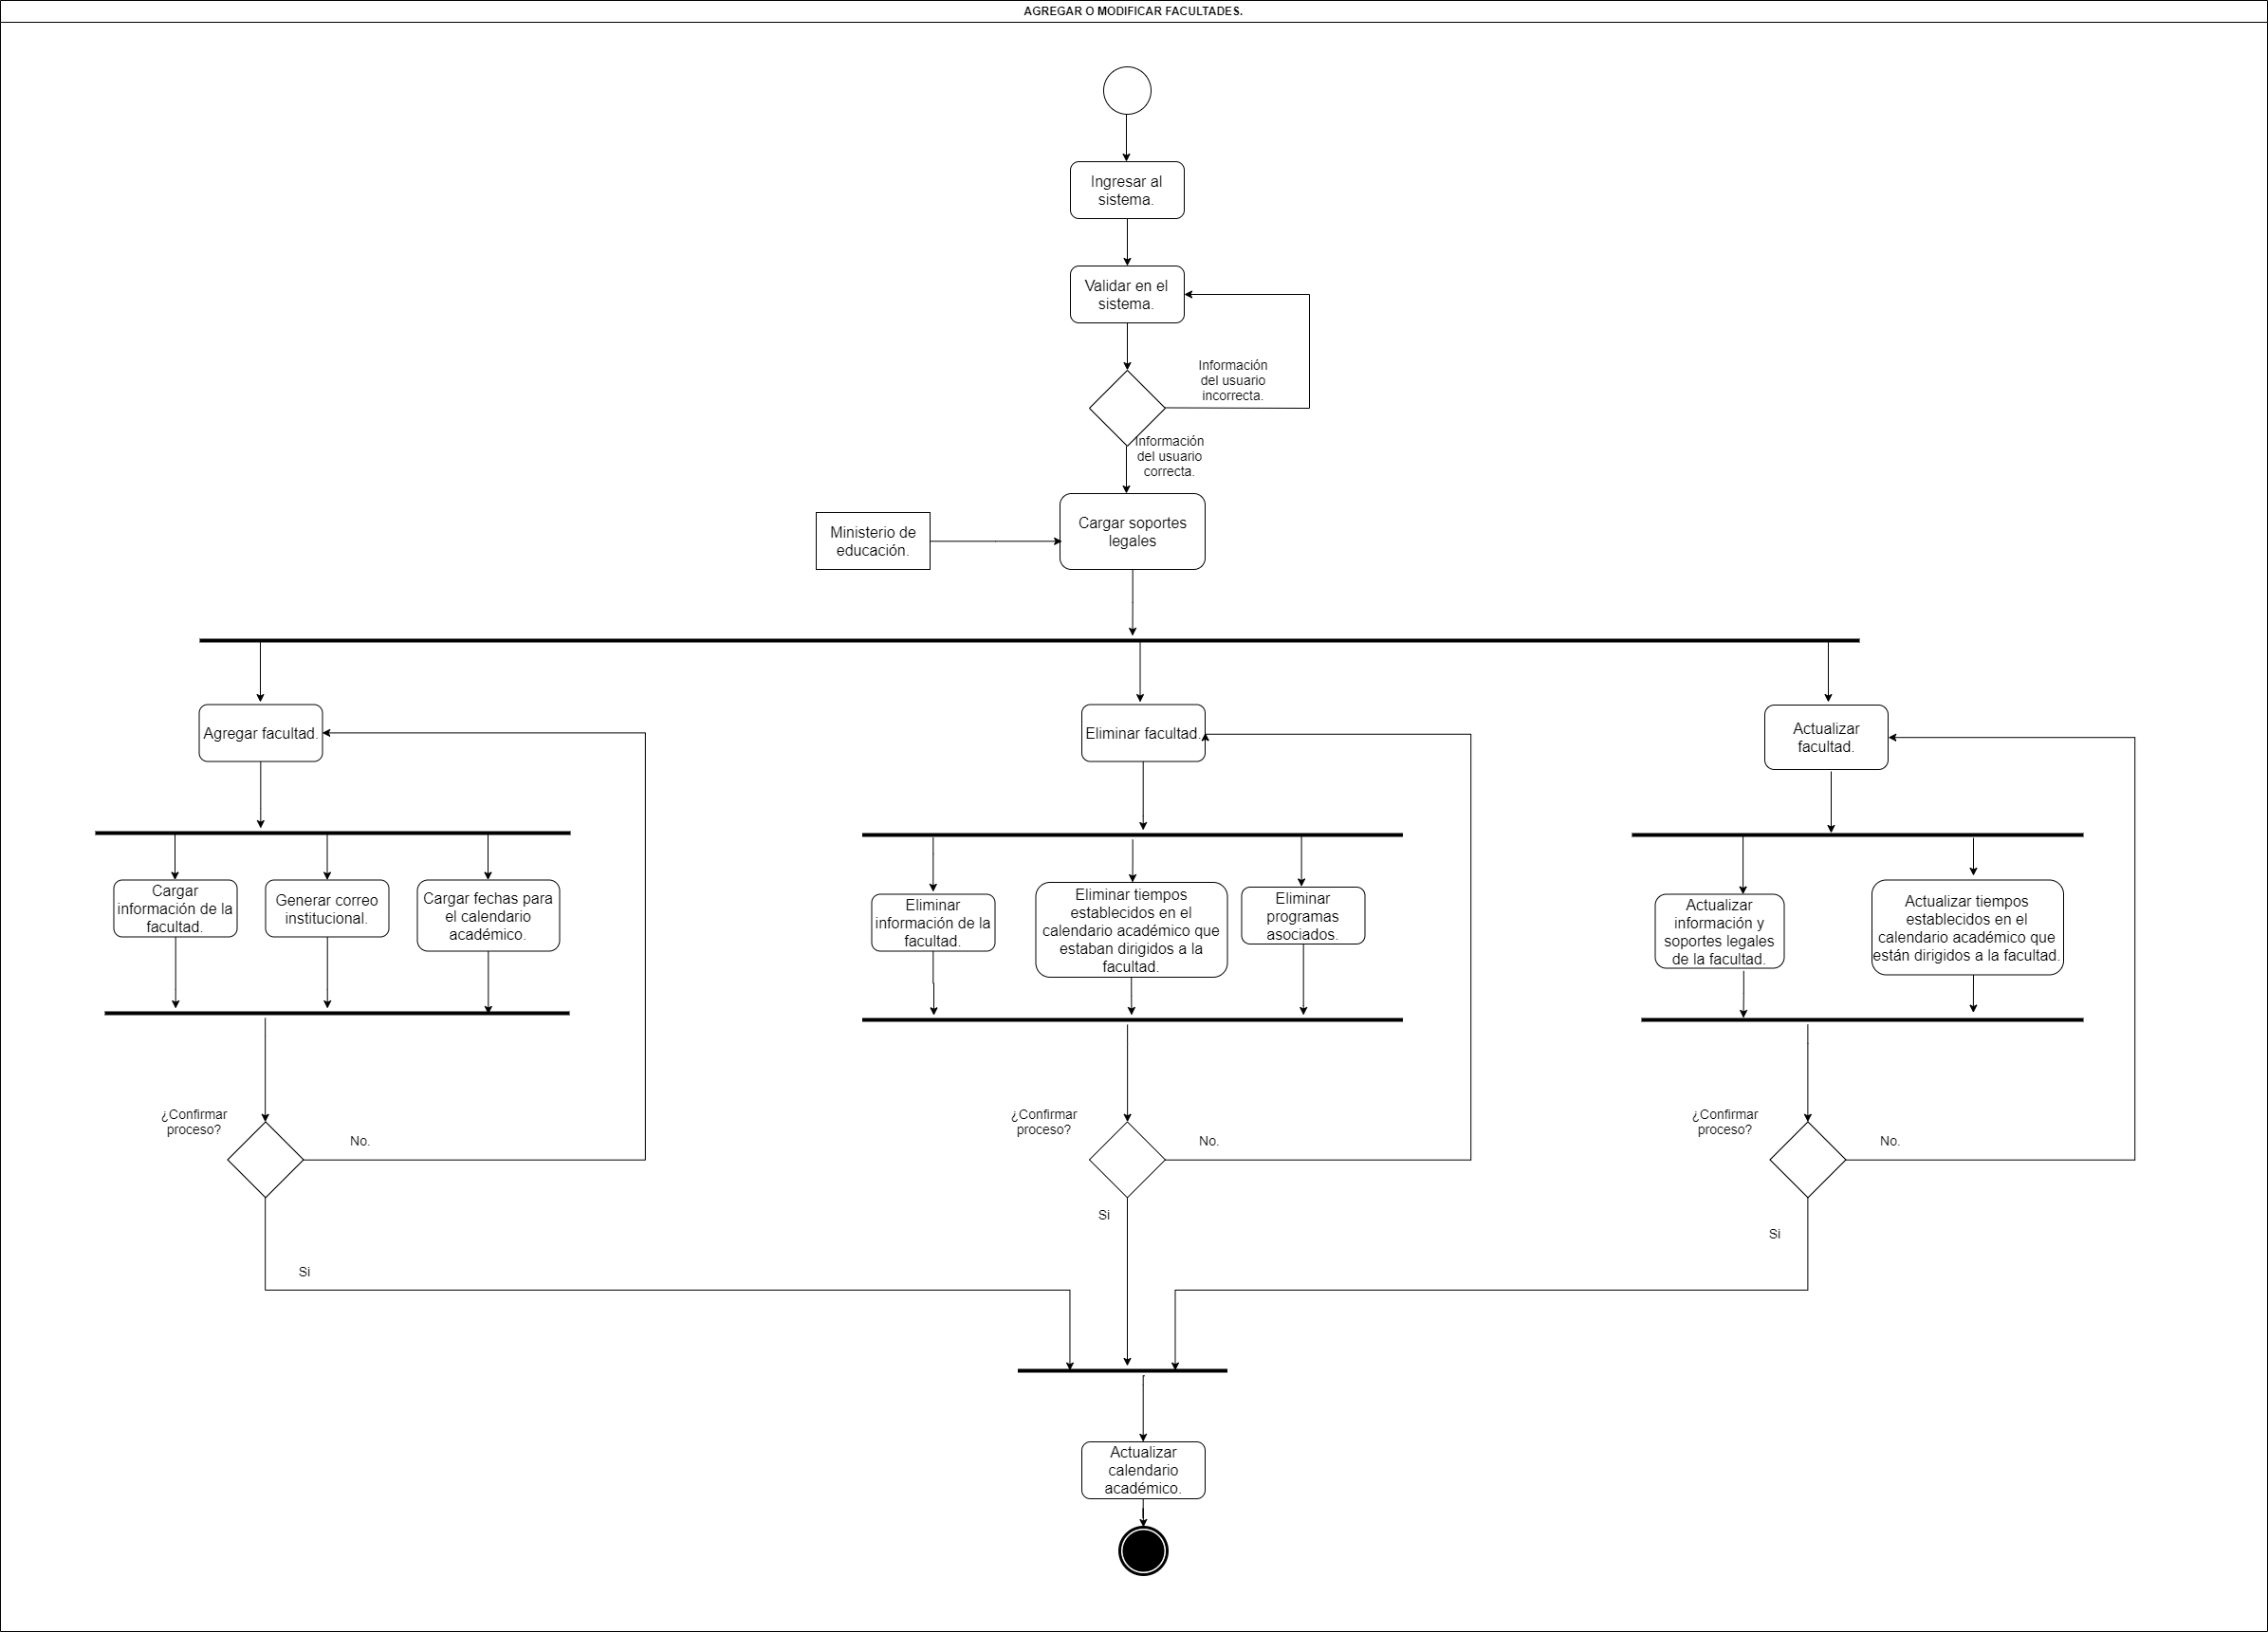 AGREGAR O MODIFICAR FACULTADES.
Ingresar al
sistema.
Validar en el
sistema.
Información
del usuario
incorrecta.
Información
del usuario
correcta.
Ministerio de
educación.
Cargar soportes
legales
Agregar facultad.
Eliminar facultad.
Actualizar
facultad.
Cargar
información de la
facultad.
Generar correo
institucional.
Cargar fechas para
el calendario
académico.
Eliminar
información de la
facultad.
Eliminar tiempos
establecidos en el
calendario académico que
estaban dirigidos a la
facultad.
Eliminar
programas
asociados.
Actualizar
información y
soportes legales
de la facultad.
Actualizar tiempos
establecidos en el
calendario académico que
están dirigidos a la facultad.
¿Confirmar
proceso?
No.
¿Confirmar
proceso?
No.
¿Confirmar
proceso?
No.
Si
Si
Si
Actualizar
calendario
académico.